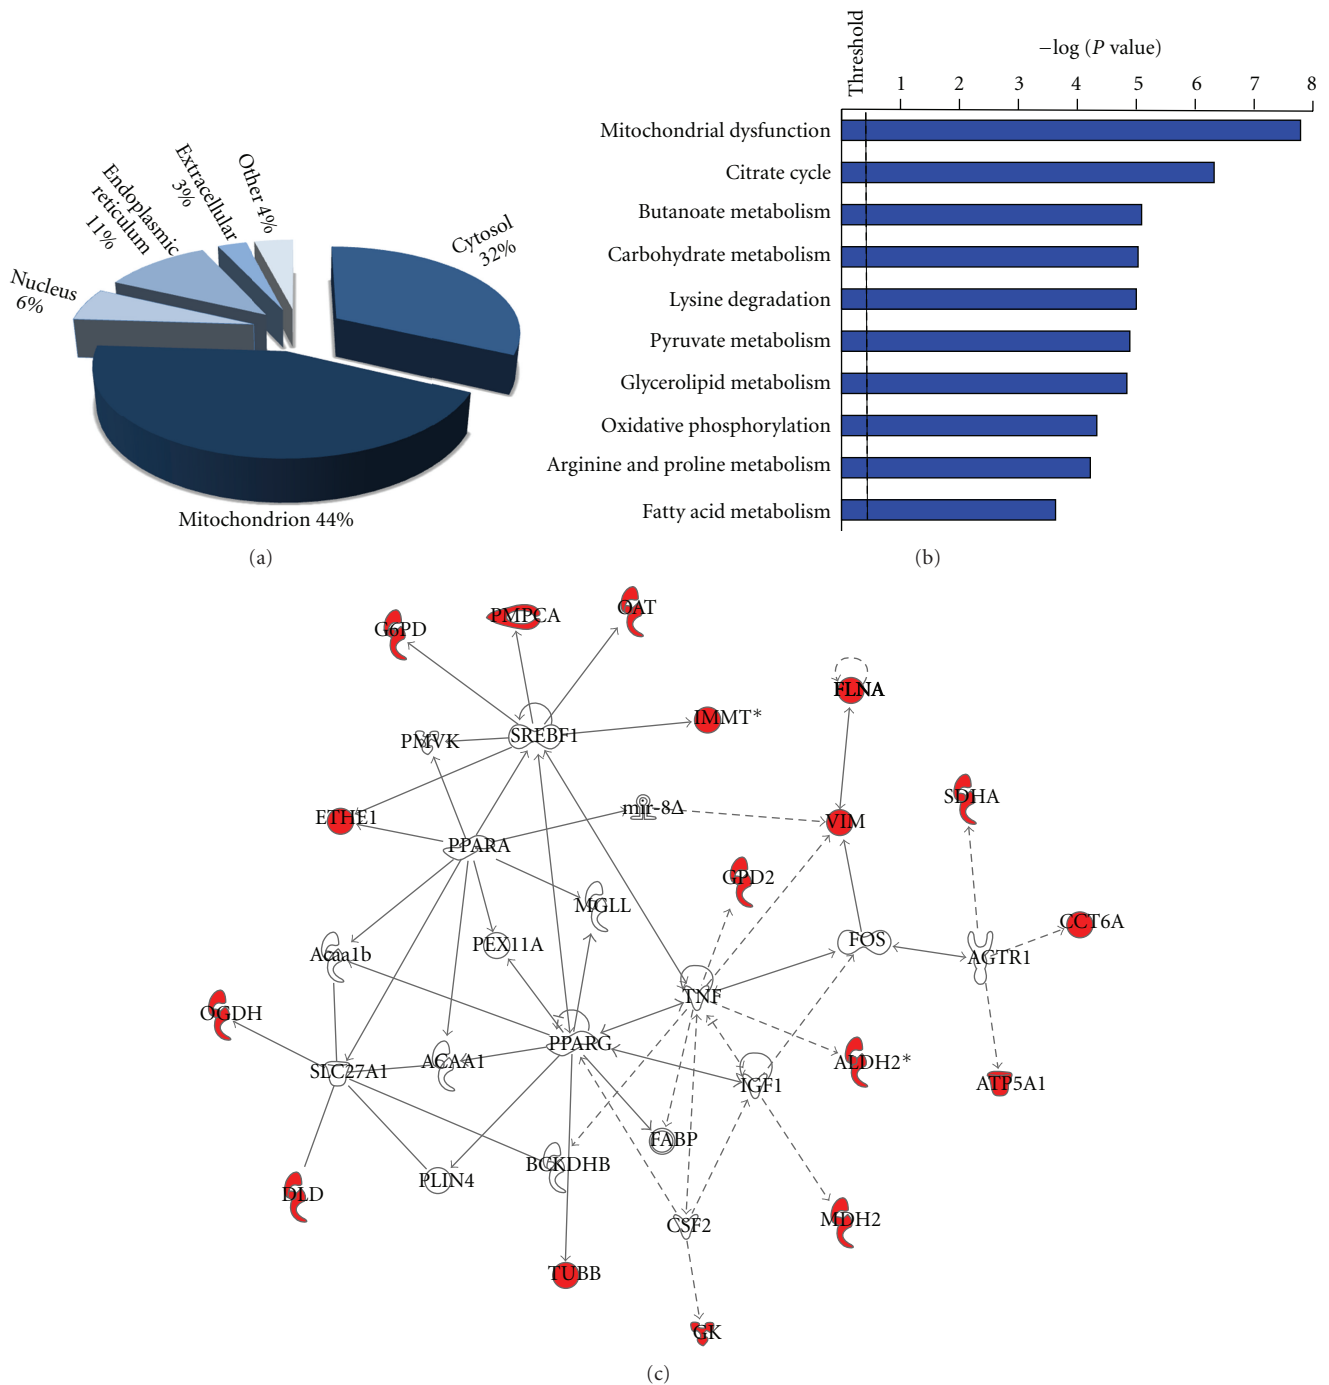 Cytosol
32%
Other 4%
Extracellular
3%
Endoplasmic
reticulum
11%
Nucleus
6%
Mitochondrion 44%
(a)
Threshold
−log (P value)
1 2 3 4 5 6 7 8
Mitochondrial dysfunction
Citrate cycle
Butanoate metabolism
Carbohydrate metabolism
Lysine degradation
Pyruvate metabolism
Glycerolipid metabolism
Oxidative phosphorylation
Arginine and proline metabolism
Fatty acid metabolism
(b)
G6PD
PMPCA
OAT
FLNA
IMMT*
PMVK
SREBF1
ETHE1
mir-8Δ
VIM
SDHA
PPARA
GPD2
MGLL
CCT6A
Acaa1b
PEX11A
FOS
AGTR1
TNF
OGDH
PPARG
SLC27A1
ACAA1
ALDH2*
IGF1
ATP5A1
FABP
BCKDHB
PLIN4
DLD
CSF2
MDH2
TUBB
GK
(c)